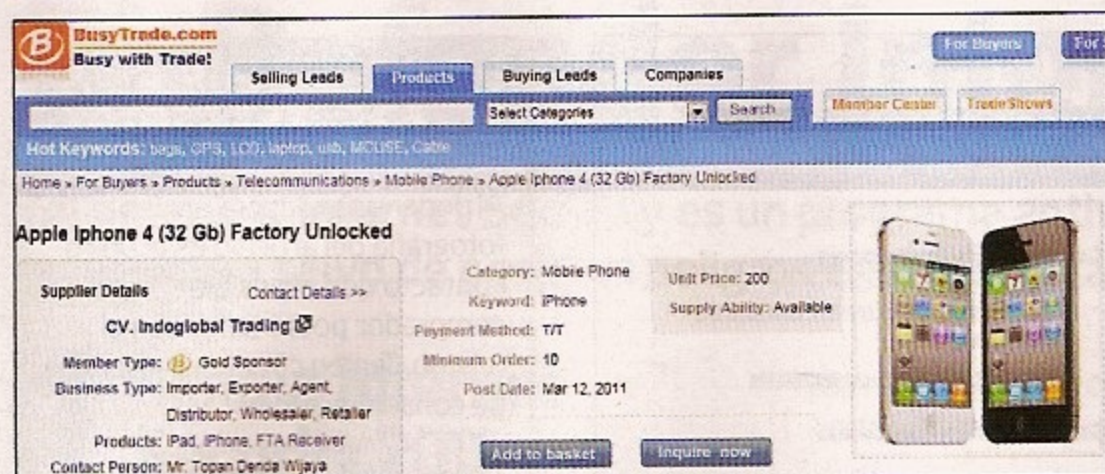 BusyTrade.com
Busy with Trade!
For Buyers For
Selling Leads Products Buying Leads Companies
Select Categories Search Member Center Trade Shows
Hot Keywords: bags, GPS, LCD, laptop, usb, MOUSE, Cable
Home » For Buyers » Products » Telecommunications » Mobile Phone » Apple Iphone 4 (32 Gb) Factory Unlocked
Apple Iphone 4 (32 Gb) Factory Unlocked
Supplier Details Contact Details >>
CV. Indoglobal Trading
Member Type: B Gold Sponsor
Business Type: Importer, Exporter, Agent,
Distributor, Wholesaler, Retailer
Products: iPad, iPhone, FTA Receiver
Contact Person: Mr. Topan Denda Wijaya
Category: Mobile Phone
Keyword: iPhone
Payment Method: T/T
Minimum Order: 10
Post Date: Mar 12, 2011
Unit Price: 200
Supply Ability: Available
Add to basket Inquire now